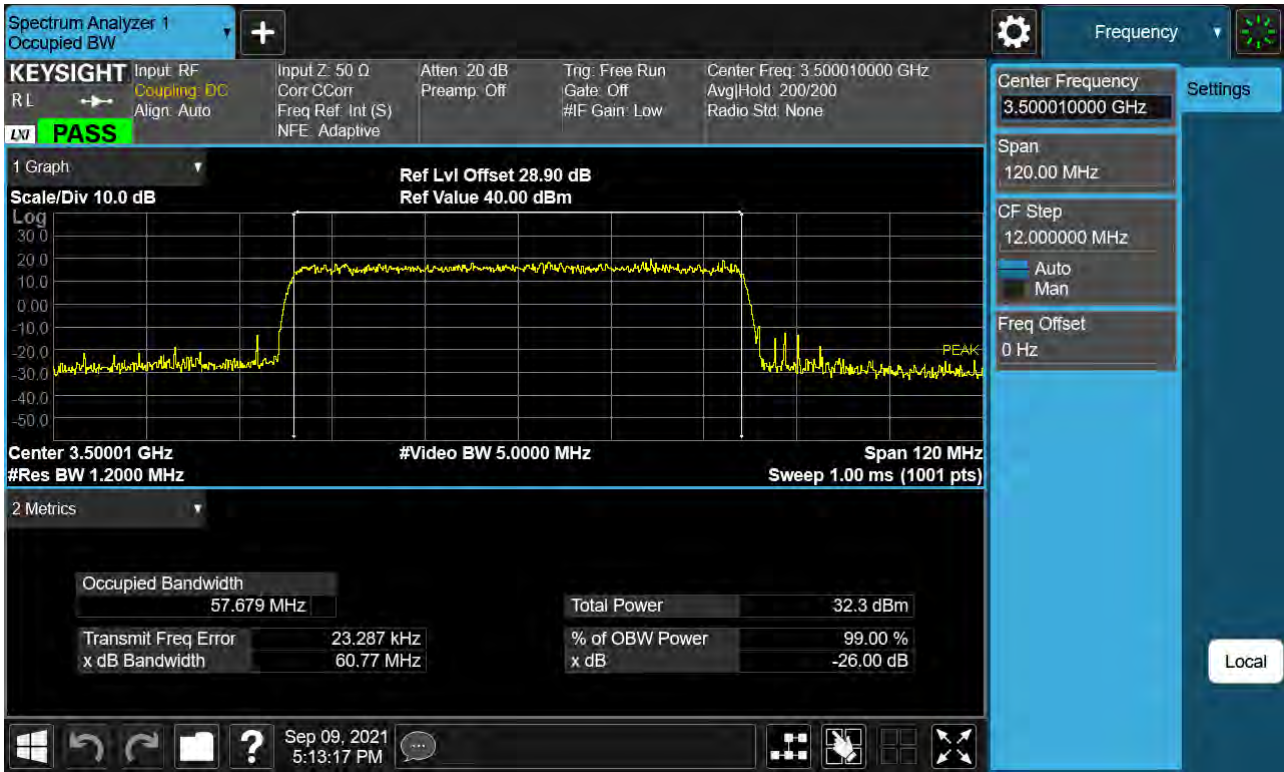 Spectrum Analyzer 1
Occupied BW
+
Frequency
KEYSIGHT
RL
LXI
PASS
Input: RF
Coupling: DC
Align: Auto
Input Z: 50 Ω
Corr CCorr
Freq Ref: Int (S)
NFE: Adaptive
Atten: 20 dB
Preamp: Off
Trig: Free Run
Gate: Off
#IF Gain: Low
Center Freq: 3.500010000 GHz
Avg|Hold: 200/200
Radio Std: None
Center Frequency
3.500010000 GHz
Settings
Span
120.00 MHz
CF Step
12.000000 MHz
Auto
Man
Freq Offset
0 Hz
Local
1 Graph
Scale/Div 10.0 dB
Ref Lvl Offset 28.90 dB
Ref Value 40.00 dBm
Log
30.0
20.0
10.0
0.00
-10.0
-20.0
-30.0
-40.0
-50.0
PEAK
Center 3.50001 GHz
#Res BW 1.2000 MHz
#Video BW 5.0000 MHz
Span 120 MHz
Sweep 1.00 ms (1001 pts)
2 Metrics
Occupied Bandwidth
57.679 MHz
Total Power 32.3 dBm
Transmit Freq Error 23.287 kHz
% of OBW Power 99.00 %
x dB Bandwidth 60.77 MHz
x dB -26.00 dB
?
Sep 09, 2021
5:13:17 PM